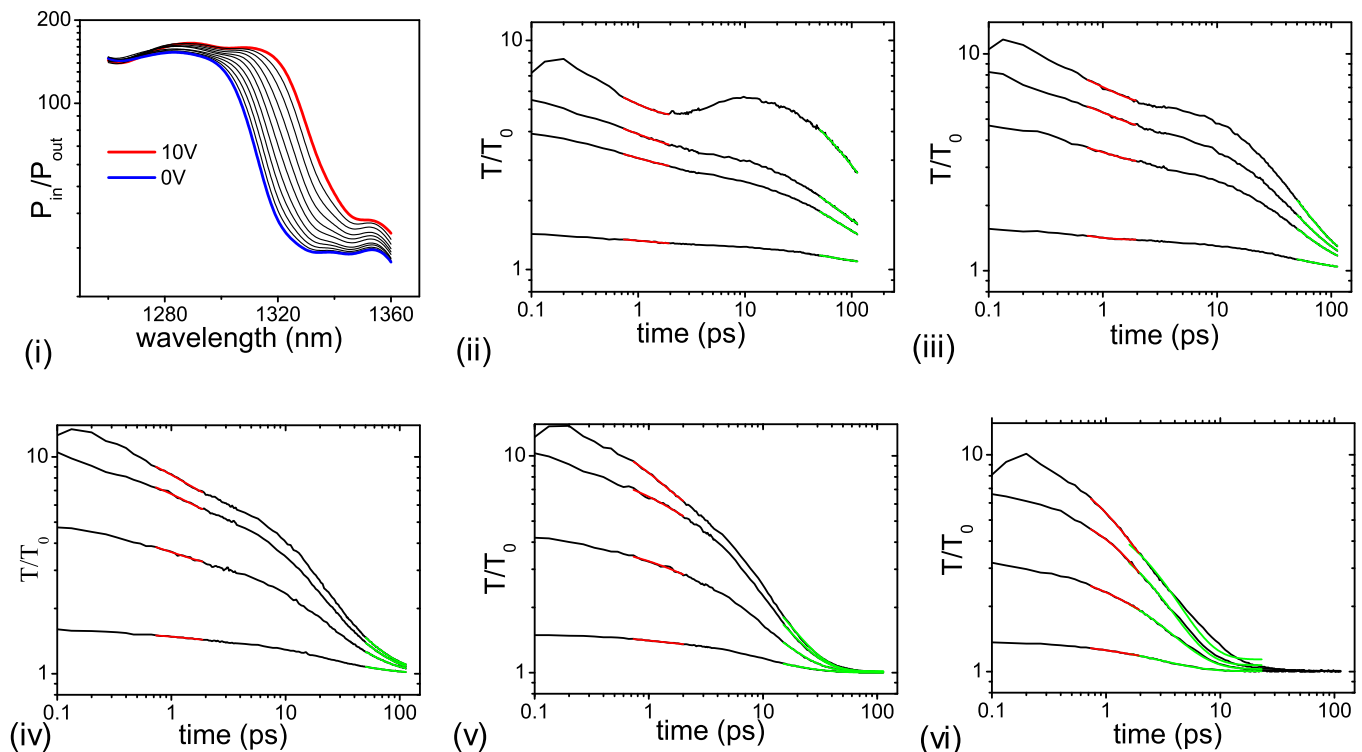 200
100
P_in/P_out
10V
0V
1280
1320
1360
wavelength (nm)
(i)
10
1
T/T_0
0.1
1
10
100
time (ps)
(ii)
10
1
T/T_0
0.1
1
10
100
time (ps)
(iii)
10
1
T/T_0
0.1
1
10
100
time (ps)
(iv)
10
1
T/T_0
0.1
1
10
100
time (ps)
(v)
10
1
T/T_0
0.1
1
10
100
time (ps)
(vi)